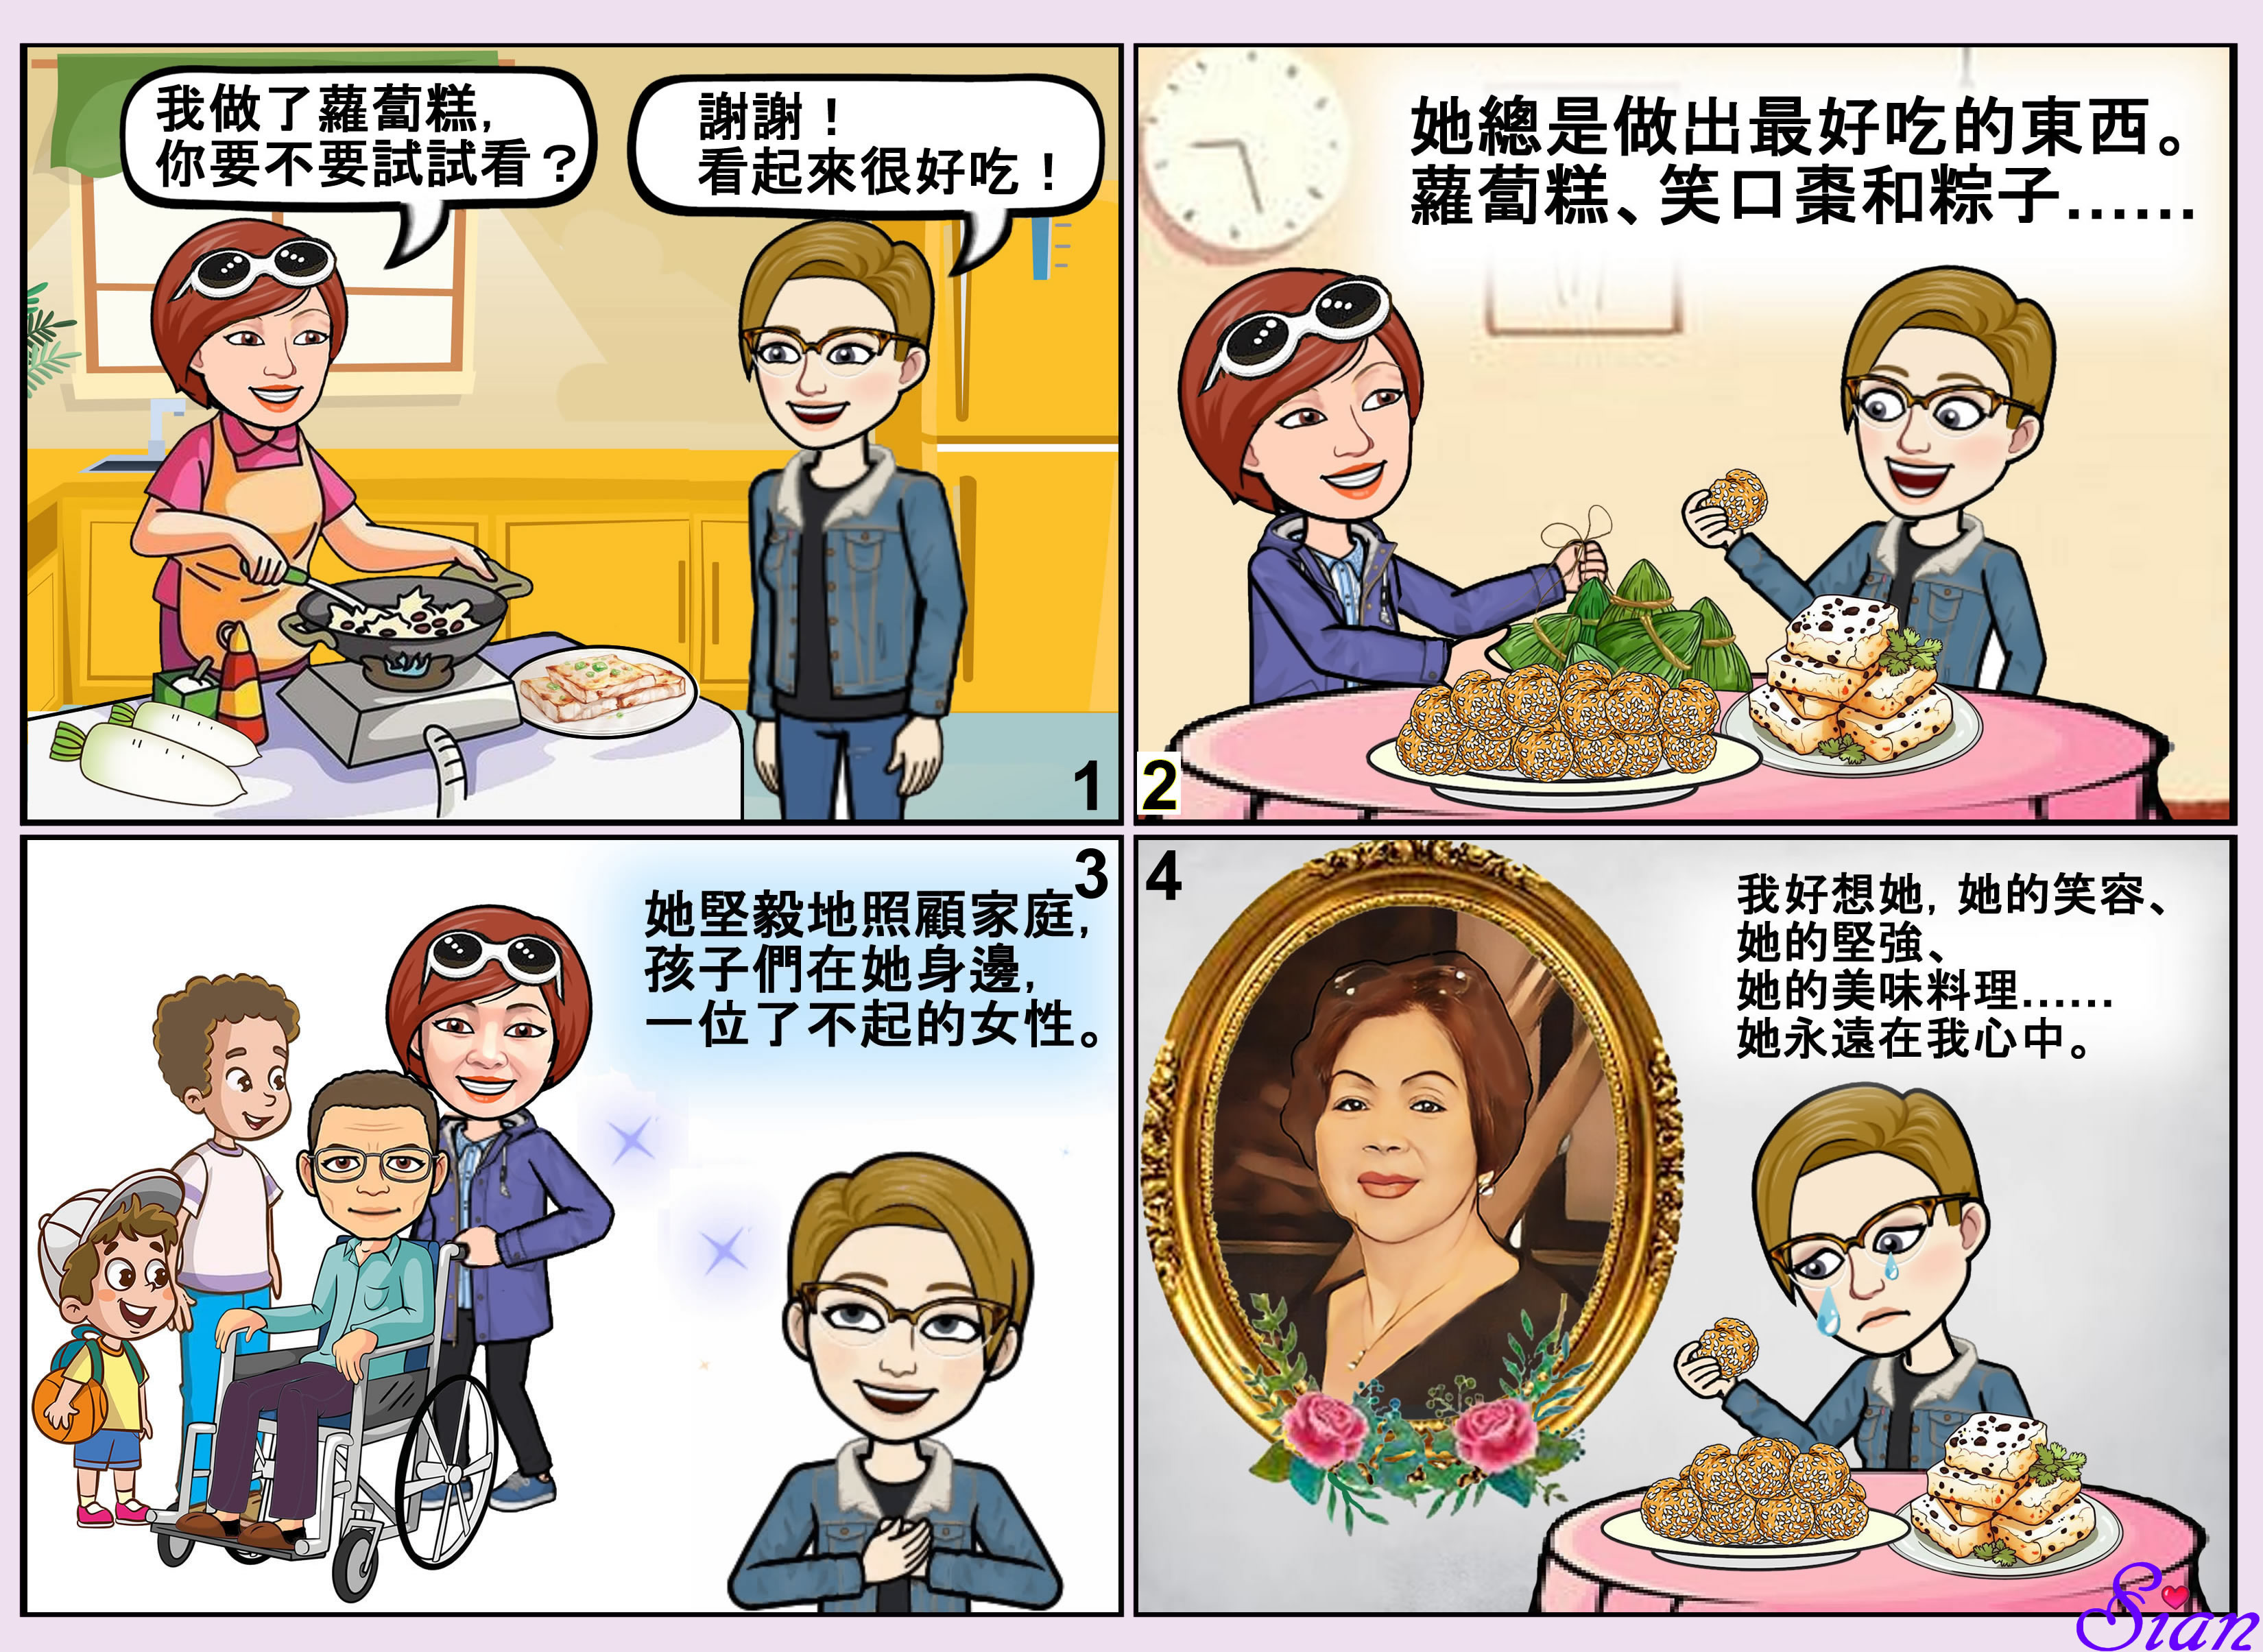 我做了蘿蔔糕,
你要不要試試看？
謝謝！
看起來很好吃！
1
她總是做出最好吃的東西。
蘿蔔糕、笑口棗和粽子......
2
3
她堅毅地照顧家庭,
孩子們在她身邊,
一位了不起的女性。
4
我好想她, 她的笑容、
她的堅強、
她的美味料理......
她永遠在我心中。
Sian